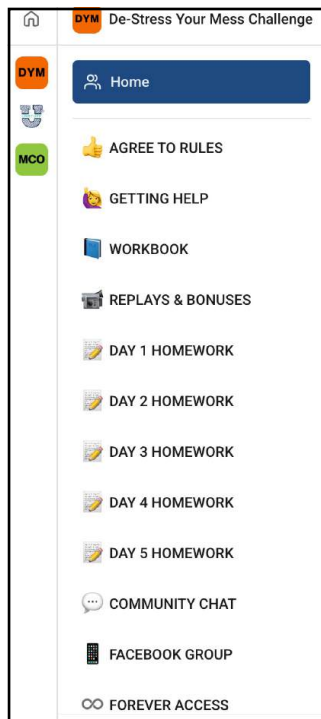 DYM De-Stress Your Mess Challenge
DYM
MCO
Home
AGREE TO RULES
GETTING HELP
WORKBOOK
REPLAYS & BONUSES
DAY 1 HOMEWORK
DAY 2 HOMEWORK
DAY 3 HOMEWORK
DAY 4 HOMEWORK
DAY 5 HOMEWORK
COMMUNITY CHAT
FACEBOOK GROUP
FOREVER ACCESS